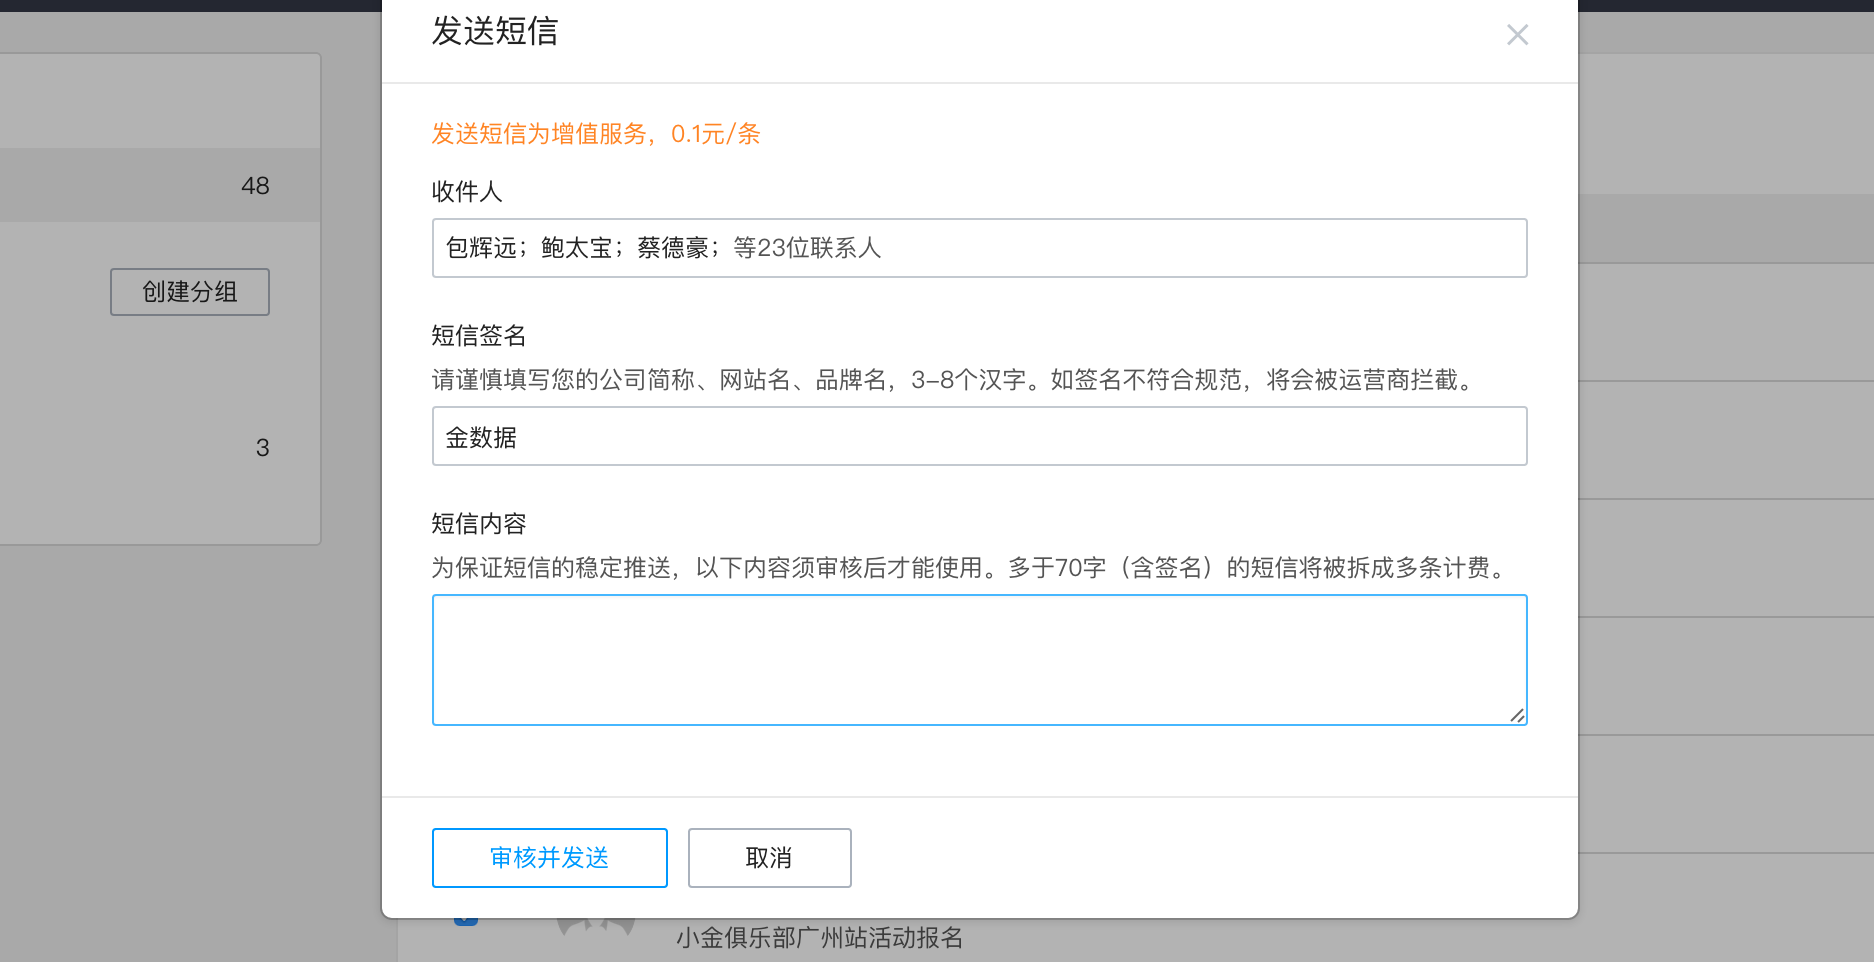 发送短信
发送短信为增值服务，0.1元/条
收件人
包辉远；鲍太宝；蔡德豪；等23位联系人
短信签名
请谨慎填写您的公司简称、网站名、品牌名，3–8个汉字。如签名不符合规范，将会被运营商拦截。
金数据
短信内容
为保证短信的稳定推送，以下内容须审核后才能使用。多于70字（含签名）的短信将被拆成多条计费。
审核并发送
取消
48
创建分组
3
小金俱乐部广州站活动报名